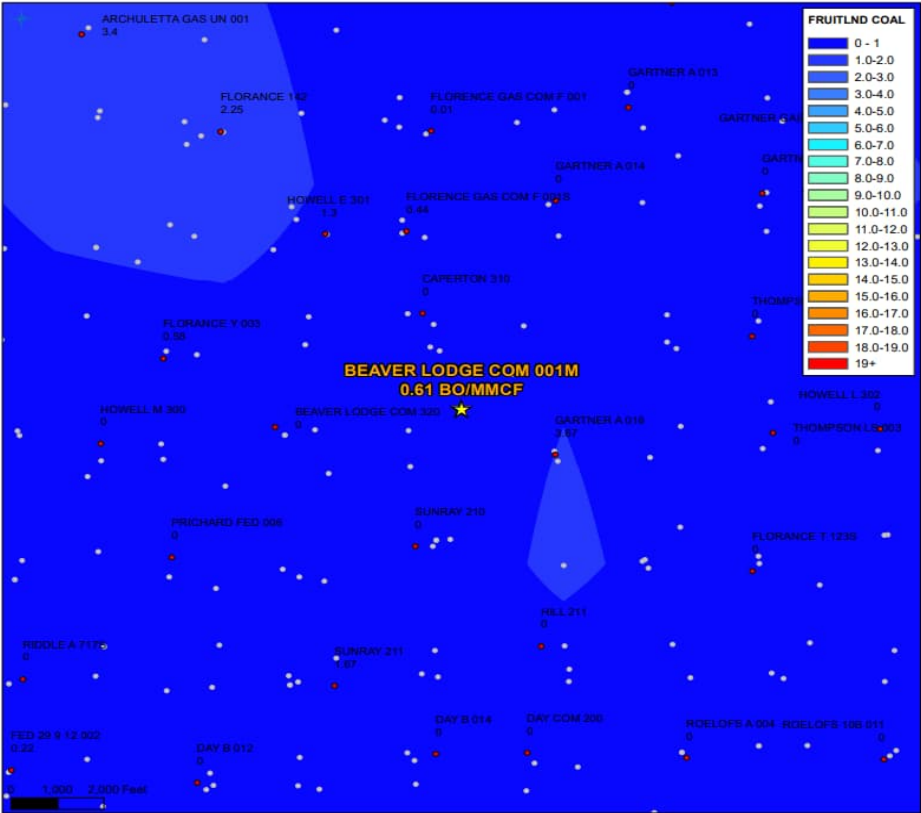 ARCHULETTA GAS UN 001
3.4
FRUITLND COAL
0 - 1
1.0-2.0
2.0-3.0
3.0-4.0
4.0-5.0
5.0-6.0
6.0-7.0
7.0-8.0
8.0-9.0
9.0-10.0
10.0-11.0
11.0-12.0
12.0-13.0
13.0-14.0
14.0-15.0
15.0-16.0
16.0-17.0
17.0-18.0
18.0-19.0
19+
GARTNER A 013
0
FLORANCE 142
2.25
FLORENCE GAS COM F 001
0.01
GARTNER GAS
GARTN
0
GARTNER A 014
0
HOWELL E 301
1.3
FLORENCE GAS COM F 001S
0.44
CAPERTON 310
0
THOMPS
0
FLORANCE Y 003
0.55
BEAVER LODGE COM 001M
0.61 BO/MMCF
HOWELL L 302
0
HOWELL M 300
0
BEAVER LODGE COM 320
0
GARTNER A 016
3.67
THOMPSON LS 003
0
SUNRAY 210
0
PRICHARD FED 006
0
FLORANCE T 123S
0
HILL 211
0
RIDDLE A 717S
0
SUNRAY 211
1.67
DAY B 014
0
DAY COM 200
0
ROELOFS A 004
0
ROELOFS 10B 011
0
FED 29 9 12 002
0.22
DAY B 012
0
0 1,000 2,000 Feet